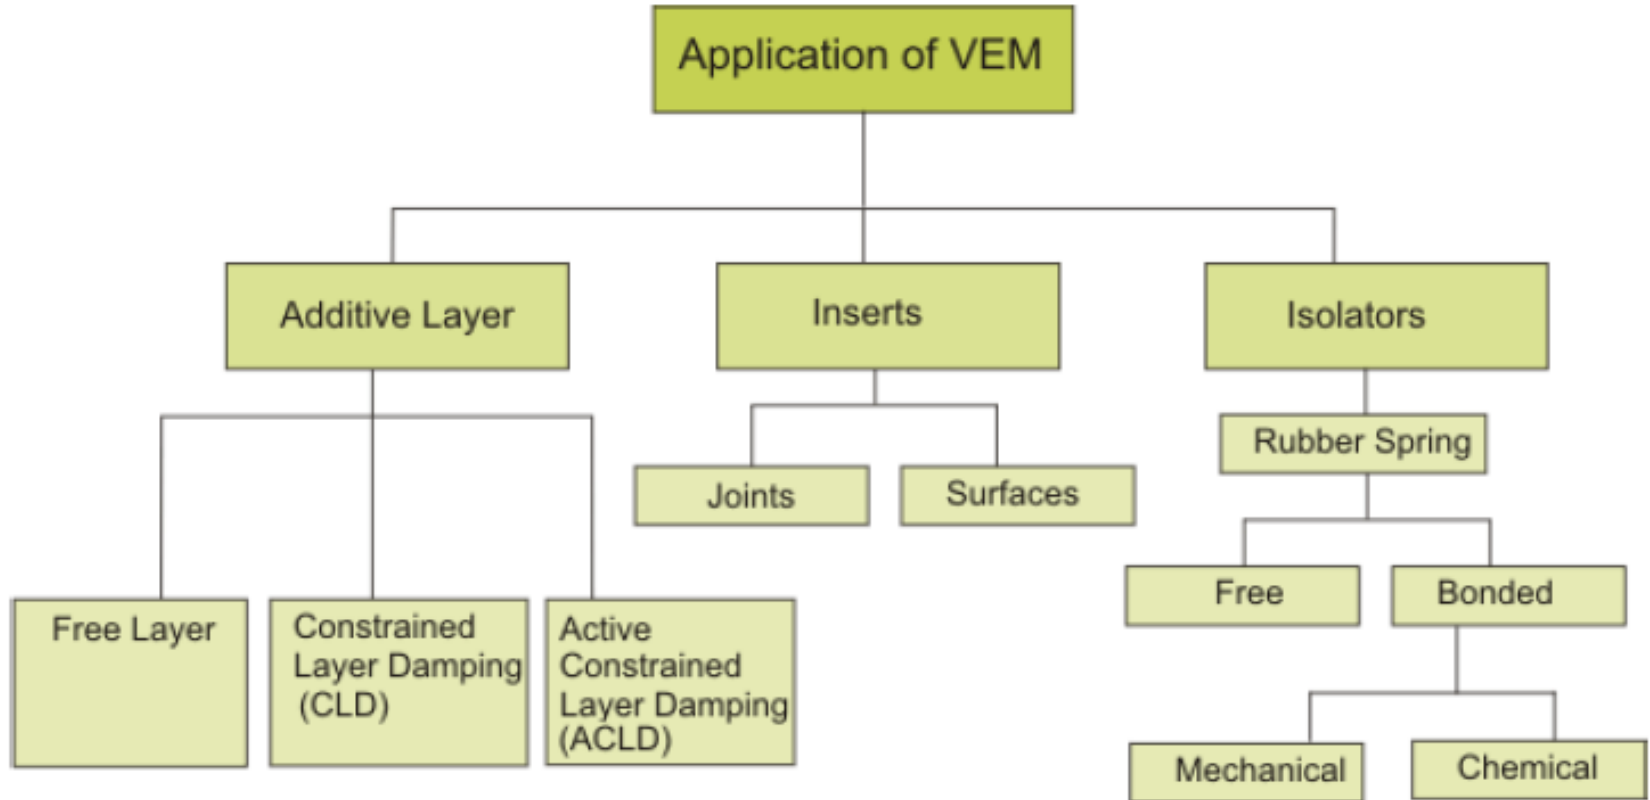 Application of VEM
Additive Layer
Inserts
Isolators
Rubber Spring
Joints
Surfaces
Free
Bonded
Free Layer
Constrained
Layer Damping
(CLD)
Active
Constrained
Layer Damping
(ACLD)
Mechanical
Chemical